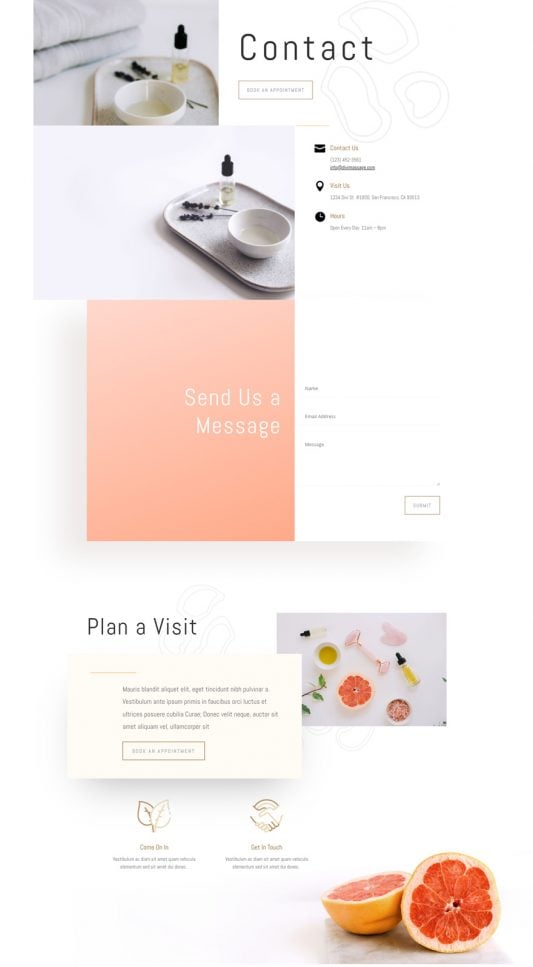 Contact
BOOK AN APPOINTMENT
Contact Us
info@divimassage.com
Visit Us
1234 Divi St. #1000, San Francisco, CA
Hours
Open Every Day 11am – 8pm
Send Us a
Message
Name
Email Address
Message
SUBMIT
Plan a Visit
Mauris blandit aliquet elit, eget tincidunt nibh pulvinar a.
Vestibulum ante ipsum primis in faucibus orci luctus et
ultrices posuere cubilia Curae; Donec velit neque, auctor sit
amet aliquam vel, ullamcorper sit
BOOK AN APPOINTMENT
Come On In
Get In Touch
Vestibulum ac diam sit amet quam vehicula
elementum sed sit amet dui donec.
Vestibulum ac diam sit amet quam vehicula
elementum sed sit amet dui donec.